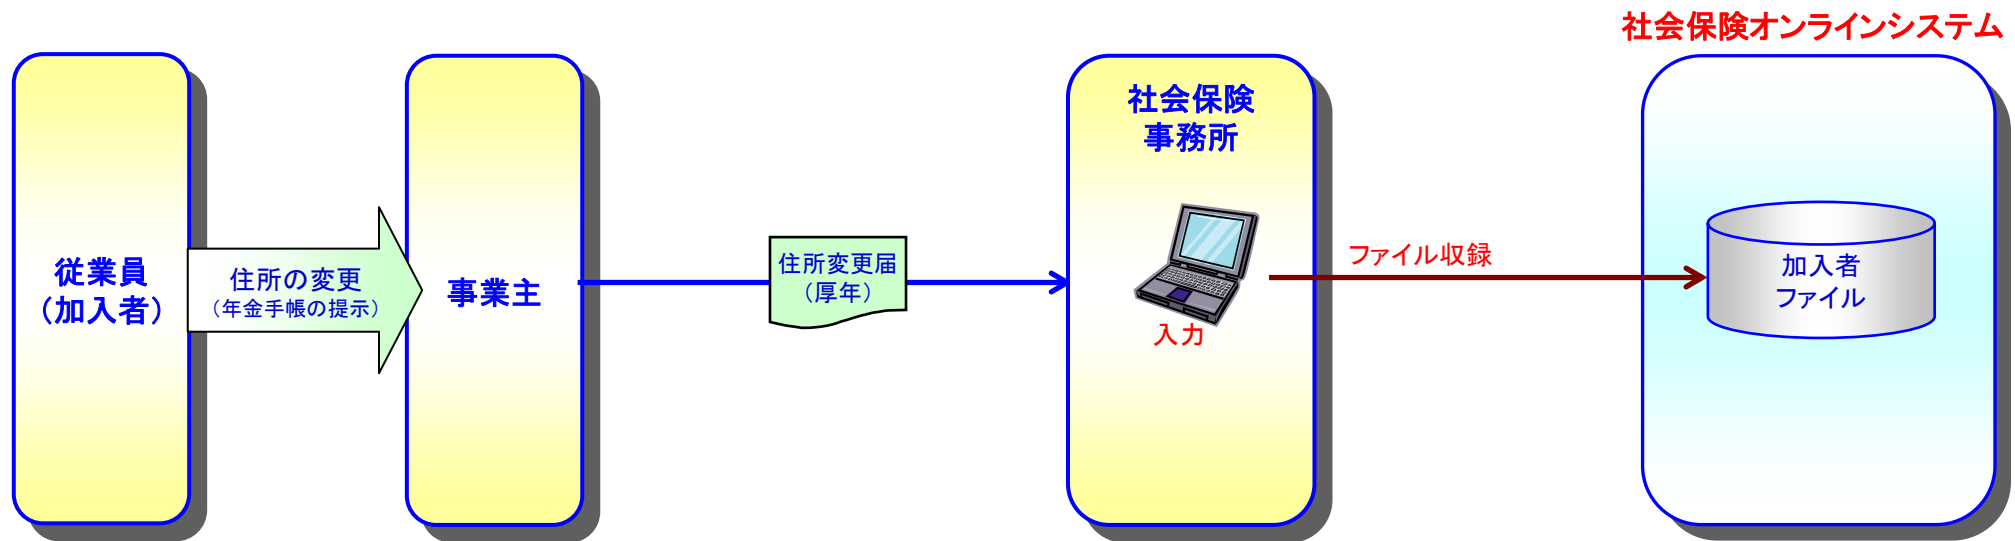 社会保険オンラインシステム
従業員
（加入者）
住所の変更
（年金手帳の提示）
事業主
住所変更届
（厚年）
社会保険
事務所
入力
ファイル収録
加入者
ファイル